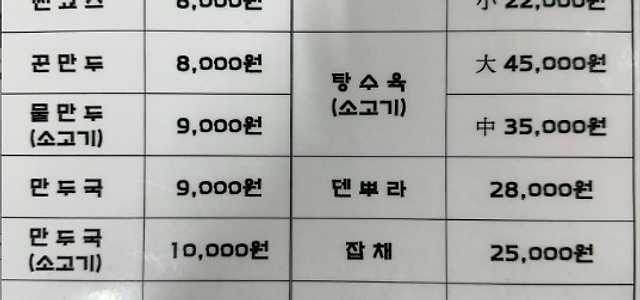 8,000원 小 22,000원
꾼만두 8,000원 大 45,000원
탕수육
(소고기)
물만두
(소고기) 9,000원 中 35,000원
만두국 9,000원 덴뿌라 28,000원
만두국
(소고기) 10,000원 잡채 25,000원